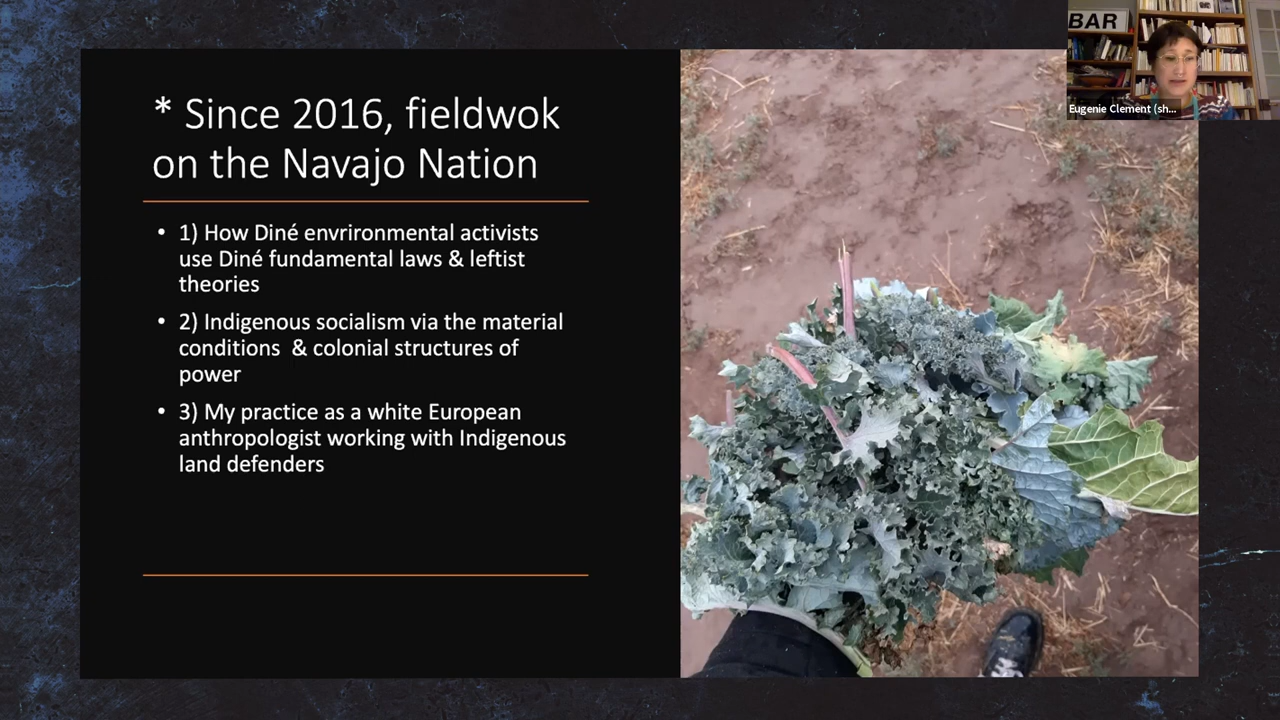 BAR
Eugenie Clement (sh...
* Since 2016, fieldwok
on the Navajo Nation
• 1) How Diné envrironmental activists
use Diné fundamental laws & leftist
theories
• 2) Indigenous socialism via the material
conditions & colonial structures of
power
• 3) My practice as a white European
anthropologist working with Indigenous
land defenders